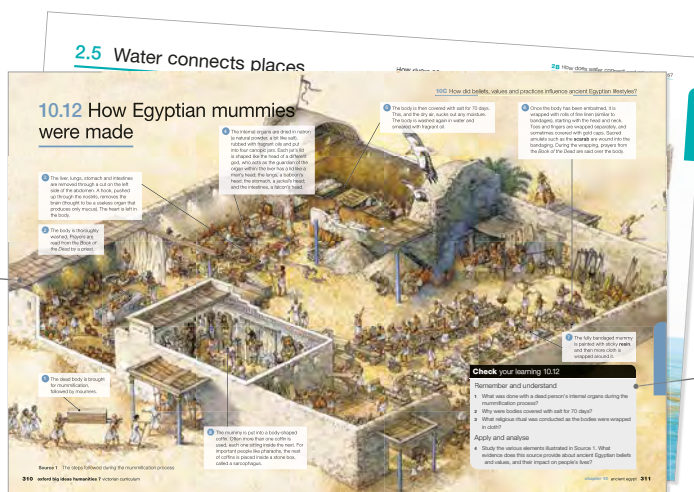 2.5 Water connects places
10C How did beliefs, values and practices influence ancient Egyptian lifestyles?
10.12 How Egyptian mummies
were made
3 The liver, lungs, stomach and intestines
are removed through a cut on the left
side of the abdomen. A hook, pushed
up through the nostrils, removes the
brain (thought to be a useless organ that
produces only mucus). The heart is left in
the body.
2 The body is thoroughly
washed. Prayers are
read from the Book of
the Dead by a priest.
1 The dead body is brought
for mummification,
followed by mourners.
4 The internal organs are dried in natron
(a natural powder, a bit like salt),
rubbed with fragrant oils and put
into four canopic jars. Each jar's lid
is shaped like the head of a different
god, who acts as the guardian of the
organ within: the liver has a lid like a
man's head; the lungs, a baboon's
head; the stomach, a jackal's head;
and the intestines, a falcon's head.
5 The body is then covered with salt for 70 days.
This, and the dry air, sucks out any moisture.
The body is washed again in water and
smeared with fragrant oil.
6 Once the body has been embalmed, it is
wrapped with rolls of fine linen (similar to
bandages), starting with the head and neck.
Toes and fingers are wrapped separately, and
sometimes covered with gold caps. Sacred
amulets such as the scarab are wound into the
bandaging. During the wrapping, prayers from
the Book of the Dead are said over the body.
7 The fully bandaged mummy
is painted with sticky resin,
and then more cloth is
wrapped around it.
8 The mummy is put into a body-shaped
coffin. Often more than one coffin is
used, each one sitting inside the next. For
important people like pharaohs, the nest
of coffins is placed inside a stone box,
called a sarcophagus.
Check your learning 10.12
Remember and understand
1 What was done with a dead person's internal organs during the
mummification process?
2 Why were bodies covered with salt for 70 days?
3 What religious ritual was conducted as the bodies were wrapped
in cloth?
Apply and analyse
4 Study the various elements illustrated in Source 1. What
evidence does this source provide about ancient Egyptian beliefs
and values, and their impact on people's lives?
Source 1 The steps followed during the mummification process
310 oxford big ideas humanities 7 victorian curriculum
chapter 10 ancient egypt 311